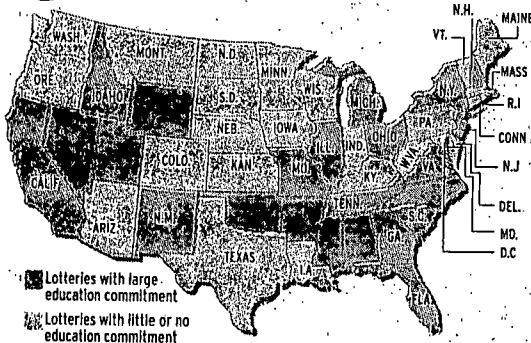 N.H.
MAINE
VT.
WASH.
MONT.
N.D.
MINN.
ORE.
IDAHO
S.D.
WIS.
MICH.
N.Y.
MASS
R.I
CONN
NEB.
IOWA
PA.
N.J
ILL.
IND.
OHIO
W.VA.
DEL.
CALIF.
COLO.
KAN.
MO.
KY.
VA.
MD.
D.C
ARIZ.
N.M.
TENN.
S.C.
TEXAS
LA.
GA.
FLA.
Lotteries with large
education commitment
Lotteries with little or no
education commitment